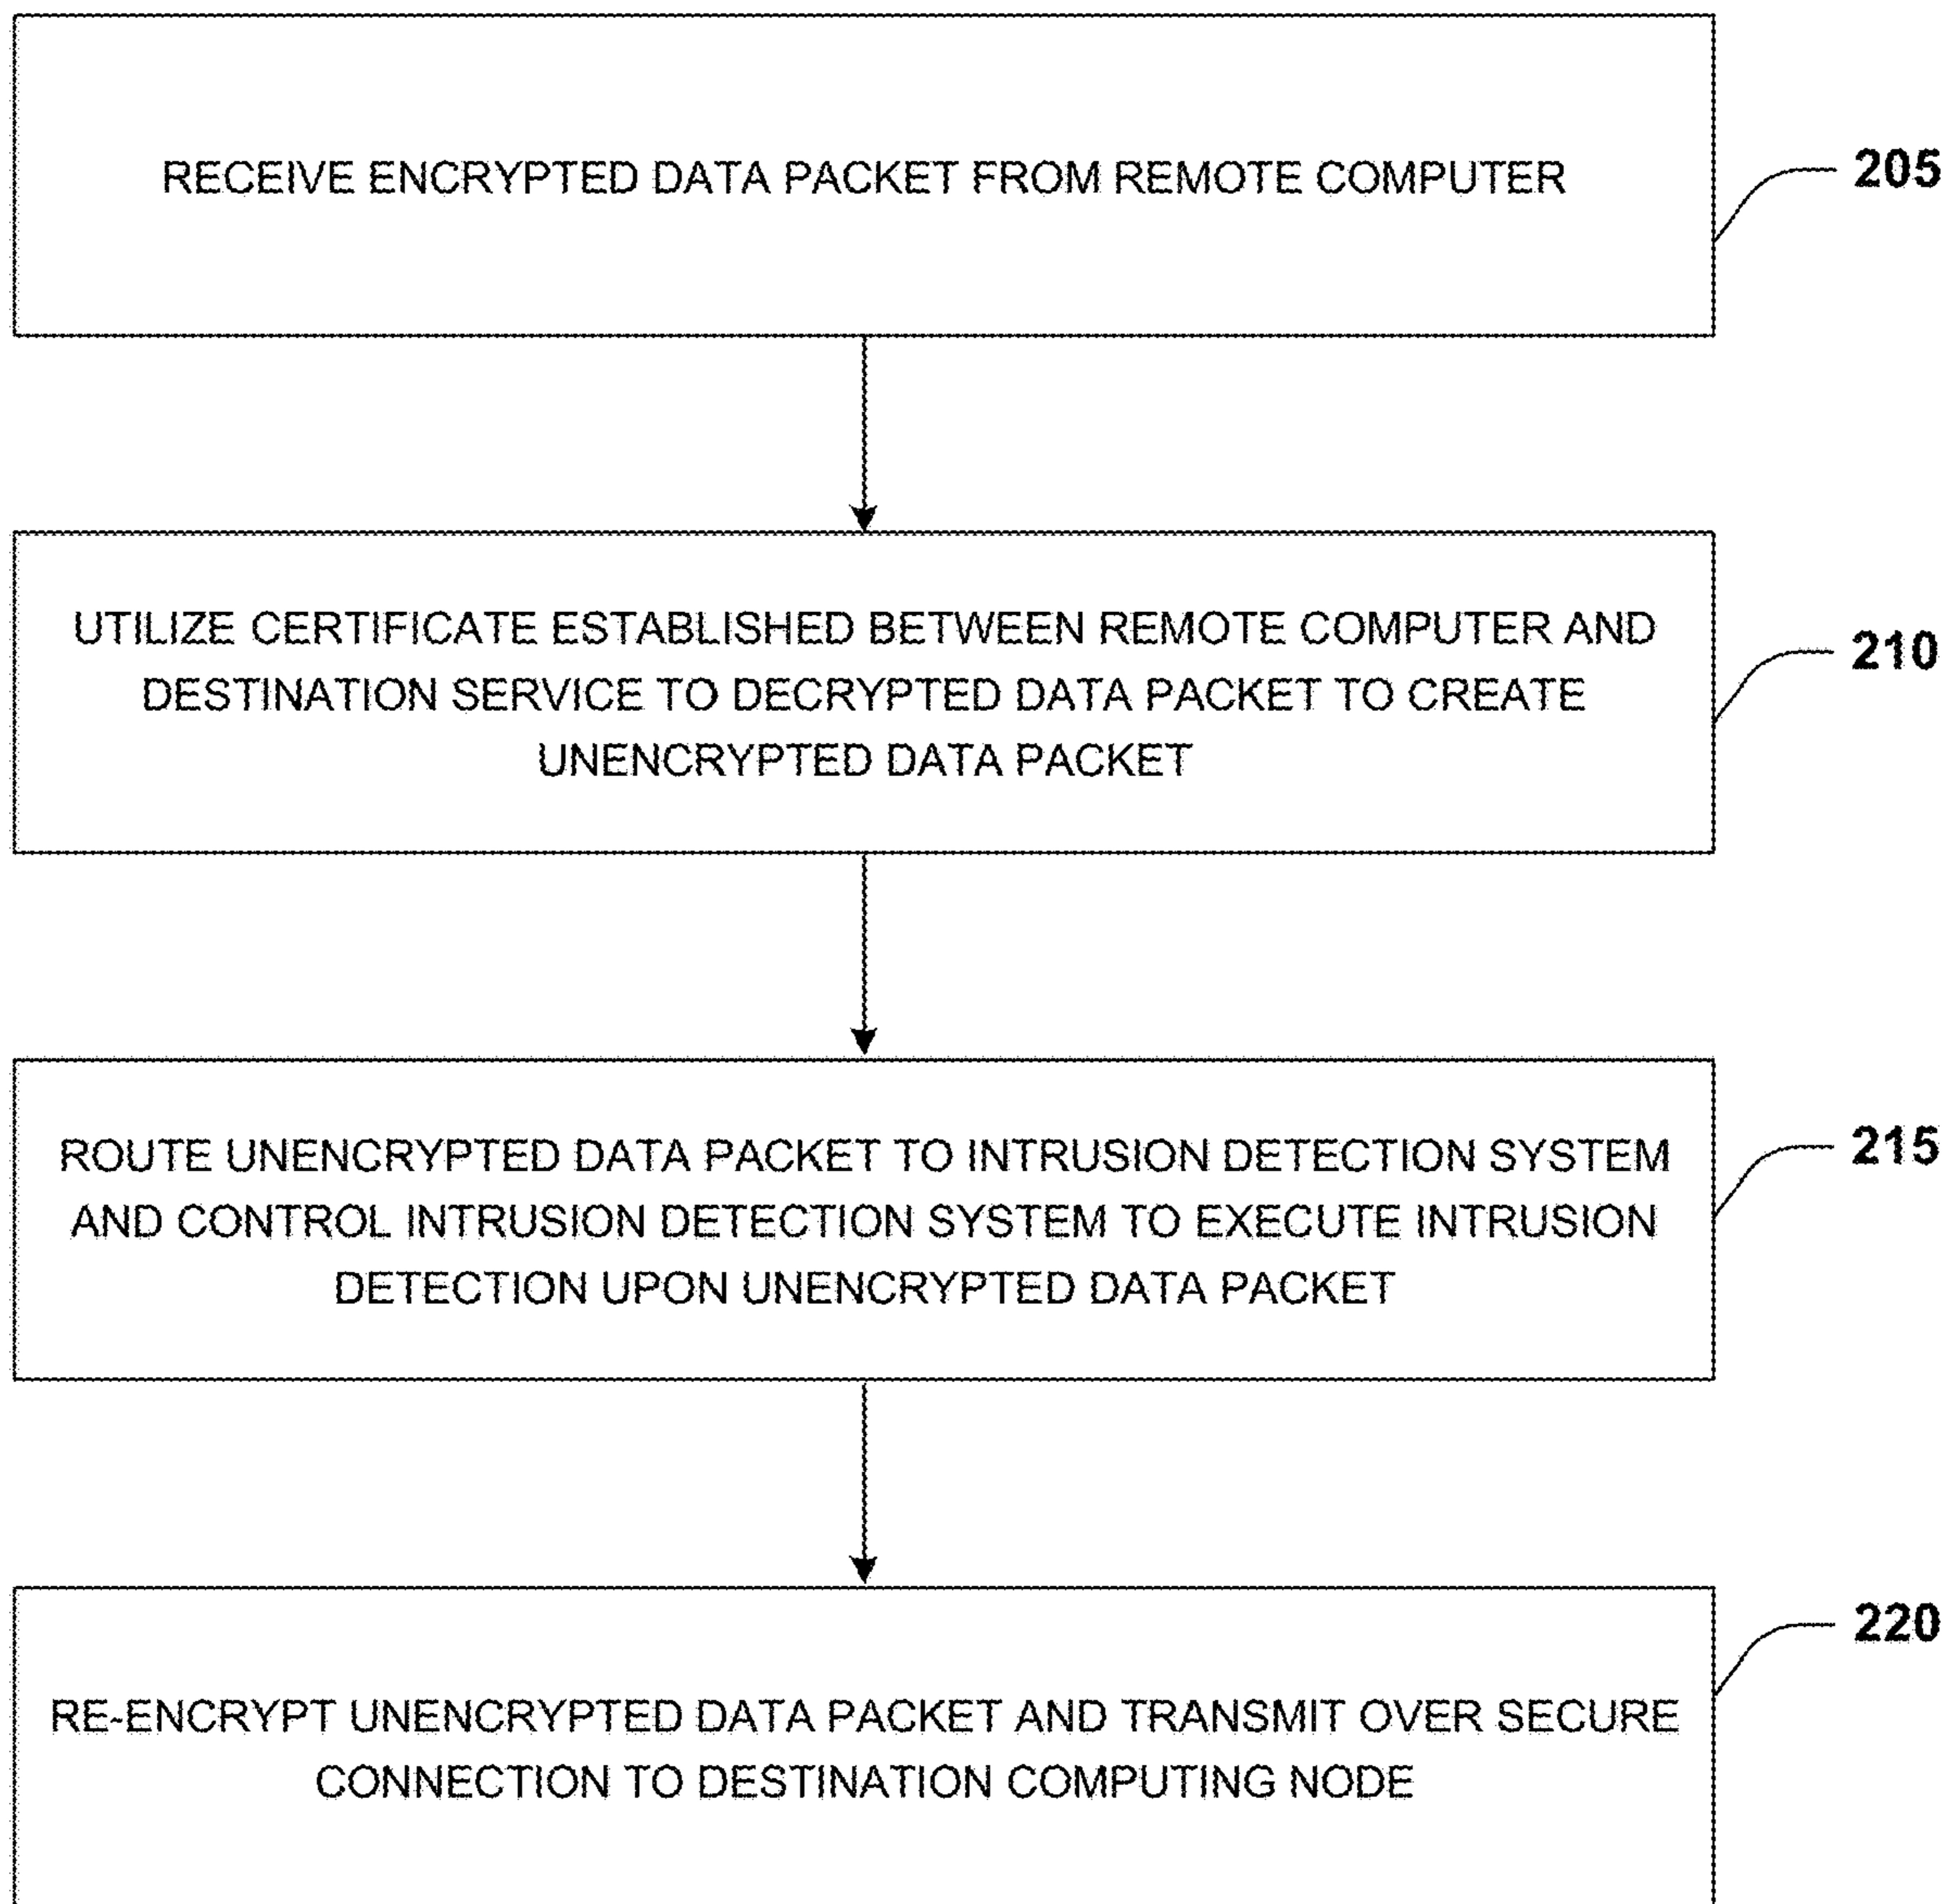 RECEIVE ENCRYPTED DATA PACKET FROM REMOTE COMPUTER
205
UTILIZE CERTIFICATE ESTABLISHED BETWEEN REMOTE COMPUTER AND
DESTINATION SERVICE TO DECRYPTED DATA PACKET TO CREATE
UNENCRYPTED DATA PACKET
210
ROUTE UNENCRYPTED DATA PACKET TO INTRUSION DETECTION SYSTEM
AND CONTROL INTRUSION DETECTION SYSTEM TO EXECUTE INTRUSION
DETECTION UPON UNENCRYPTED DATA PACKET
215
RE-ENCRYPT UNENCRYPTED DATA PACKET AND TRANSMIT OVER SECURE
CONNECTION TO DESTINATION COMPUTING NODE
220